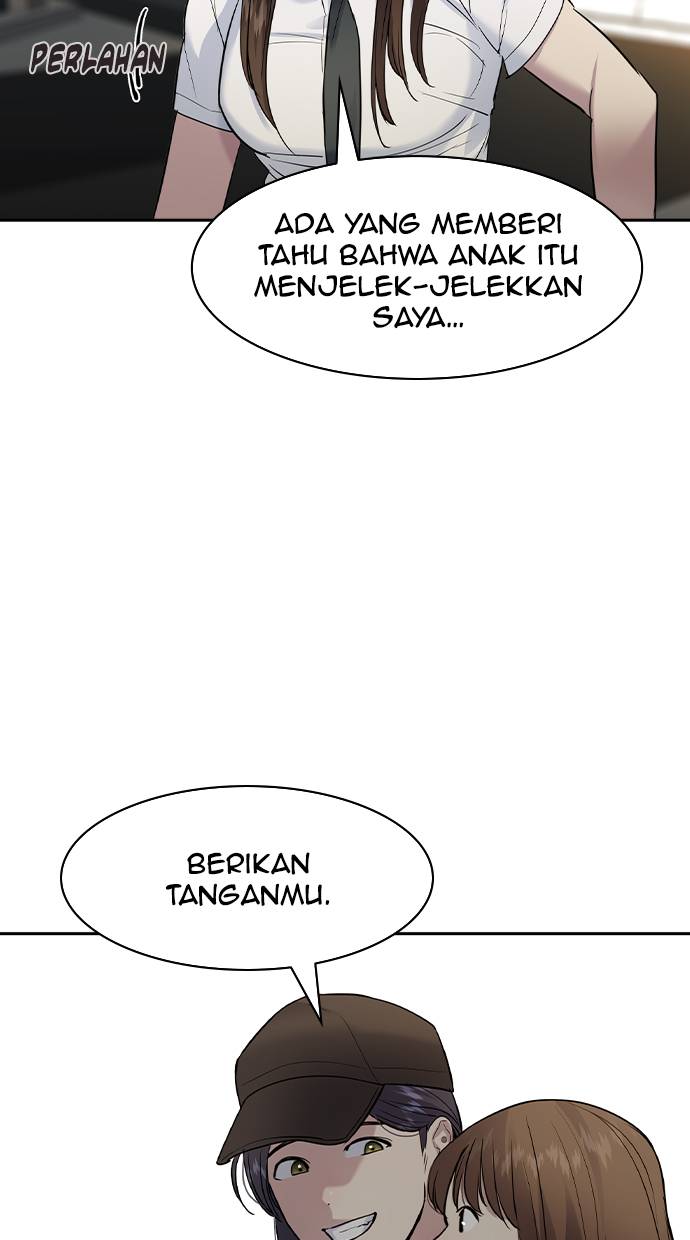 PERLAHAN
ADA YANG MEMBERI
TAHU BAHWA ANAK ITU
MENJELEK-JELEKKAN
SAYA...
BERIKAN
TANGANMU.